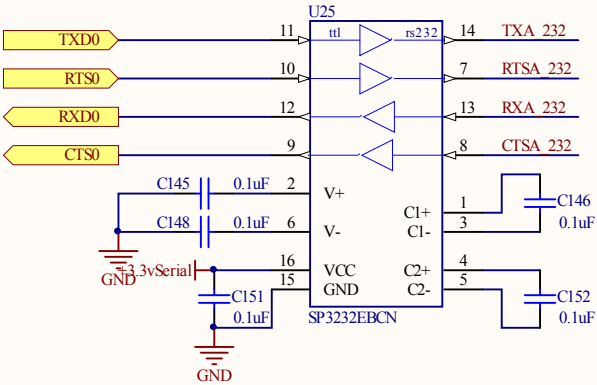 U25
TXD0 11 ttl rs232 14 TXA_232
RTS0 10 7 RTSA_232
RXD0 12 13 RXA_232
CTS0 9 8 CTSA_232
C145 0.1uF 2 V+
C1+ 1 C146
C148 0.1uF 6 V- C1- 3 0.1uF
GND
+3.3vSerial 16 VCC C2+ 4
15 GND C2- 5 C152
C151
0.1uF SP3232EBCN 0.1uF
GND